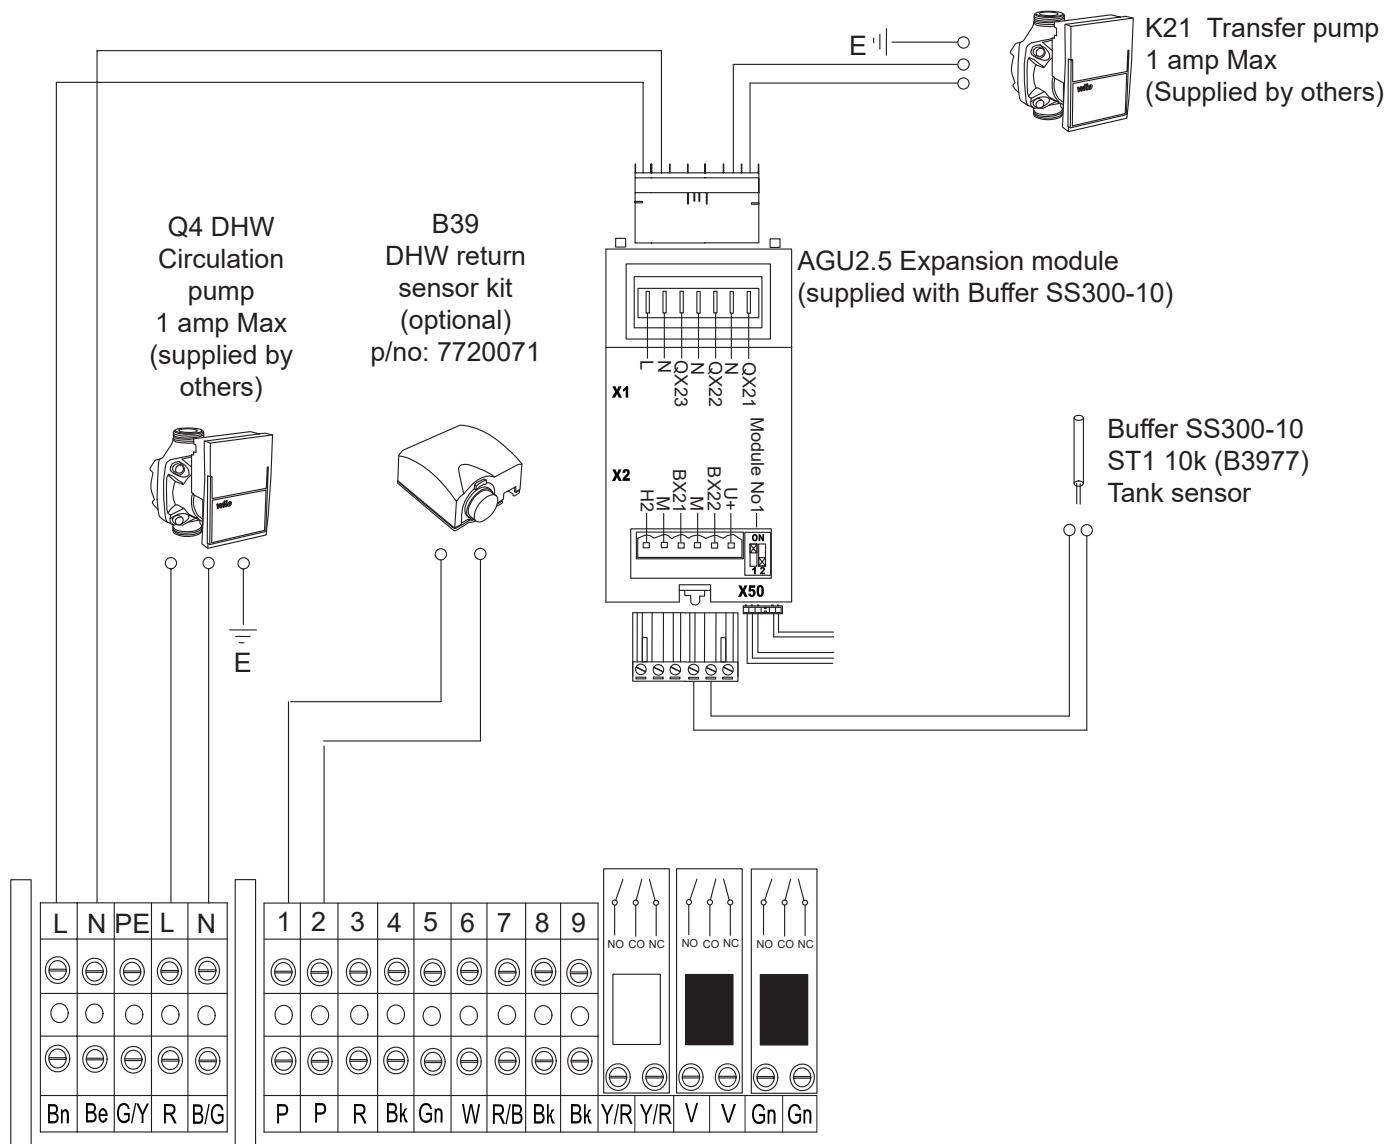 E
K21 Transfer pump
1 amp Max
(Supplied by others)
wilo
Q4 DHW
Circulation
pump
1 amp Max
(supplied by
others)
B39
DHW return
sensor kit
(optional)
p/no: 7720071
AGU2.5 Expansion module
(supplied with Buffer SS300-10)
L N QX23 N QX22 N QX21
X1
Module No1
X2
H2 M BX21 M BX22 U+
ON
1 2
X50
Buffer SS300-10
ST1 10k (B3977)
Tank sensor
wilo
E
L N PE L N
1 2 3 4 5 6 7 8 9
NO CO NC NO CO NC NO CO NC
Bn Be G/Y R B/G P P R Bk Gn W R/B Bk Bk Y/R Y/R V V Gn Gn